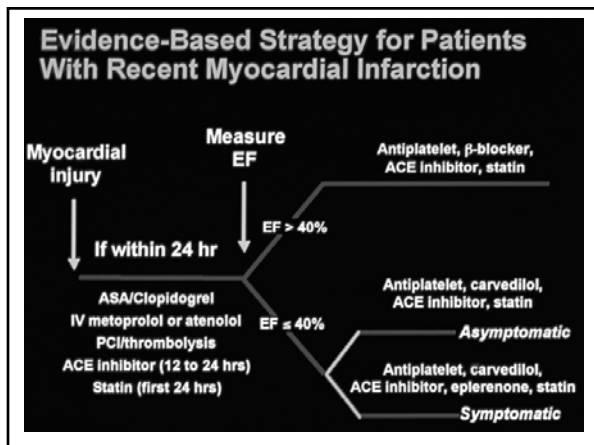 Evidence-Based Strategy for Patients
With Recent Myocardial Infarction
Myocardial
injury
Measure
EF
Antiplatelet, β-blocker,
ACE inhibitor, statin
EF > 40%
If within 24 hr
ASA/Clopidogrel
IV metoprolol or atenolol
PCI/thrombolysis
ACE inhibitor (12 to 24 hrs)
Statin (first 24 hrs)
EF ≤ 40%
Antiplatelet, carvedilol,
ACE inhibitor, statin
Asymptomatic
Antiplatelet, carvedilol,
ACE inhibitor, eplerenone, statin
Symptomatic